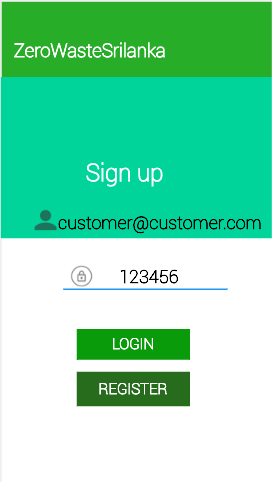 ZeroWasteSrilanka
Sign up
customer@customer.com
123456
LOGIN
REGISTER